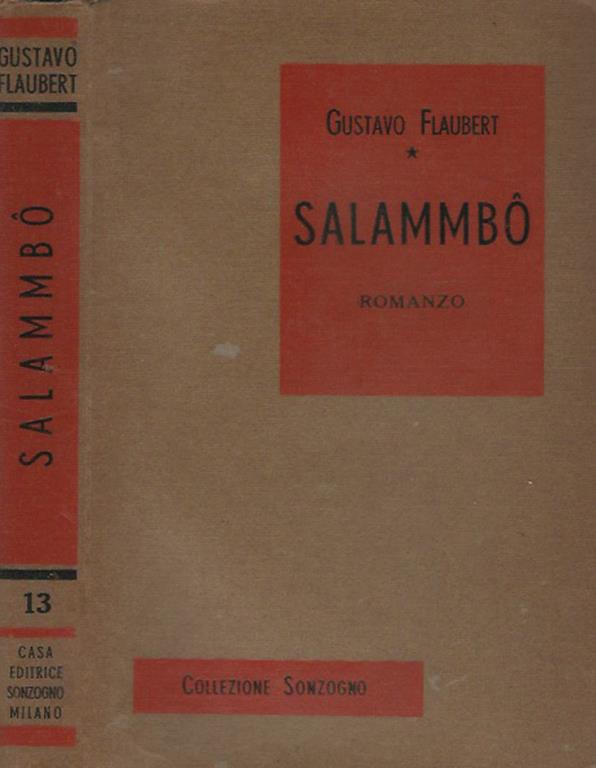 GUSTAVO
FLAUBERT
SALAMMBÔ
13
CASA
EDITRICE
SONZOGNO
MILANO
GUSTAVO FLAUBERT
★
SALAMMBÔ
ROMANZO
COLLEZIONE SONZOGNO